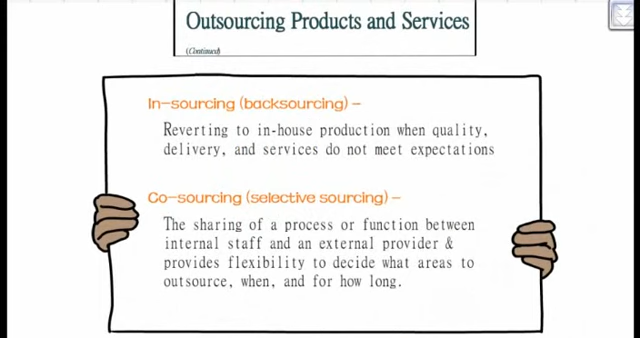 Outsourcing Products and Services
(Continued)
In-sourcing (backsourcing) –
Reverting to in-house production when quality,
delivery, and services do not meet expectations
Co-sourcing (selective sourcing) –
The sharing of a process or function between
internal staff and an external provider &
provides flexibility to decide what areas to
outsource, when, and for how long.